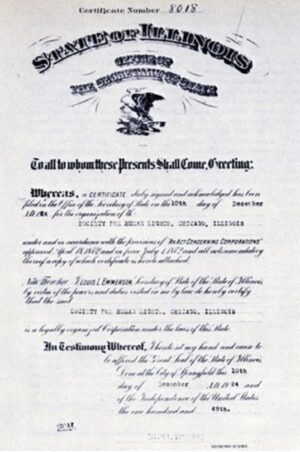 Certificate Number 8018
STATE OF ILLINOIS
OFFICE OF
THE SECRETARY OF STATE
To all to whom these Presents Shall Come, Greeting:
Whereas, a CERTIFICATE, duly signed and acknowledged has been
filed in the Office of the Secretary of State on the 10th day of December
A.D. 1924 for the organization of the
SOCIETY FOR HUMAN RIGHTS, CHICAGO, ILLINOIS
under and in accordance with the provisions of "AN ACT CONCERNING CORPORATIONS"
approved April 18, 1872, and in force July 1, 1872, and all acts amendatory
thereof, a copy of which certificate is hereto attached.
Now Therefore, I, LOUIS L. EMMERSON, Secretary of State of the State of Illinois,
by virtue of the powers and duties vested in me by law, do hereby certify
that the said
SOCIETY FOR HUMAN RIGHTS, CHICAGO, ILLINOIS
is a legally organized Corporation under the laws of this State.
In Testimony Whereof, I hereto set my hand and cause to
be affixed the Great Seal of the State of Illinois,
Done at the City of Springfield this 10th
day of December A.D. 1924 and
of the Independence of the United States
the one hundred and 49th.
SEAL
SECRETARY OF STATE